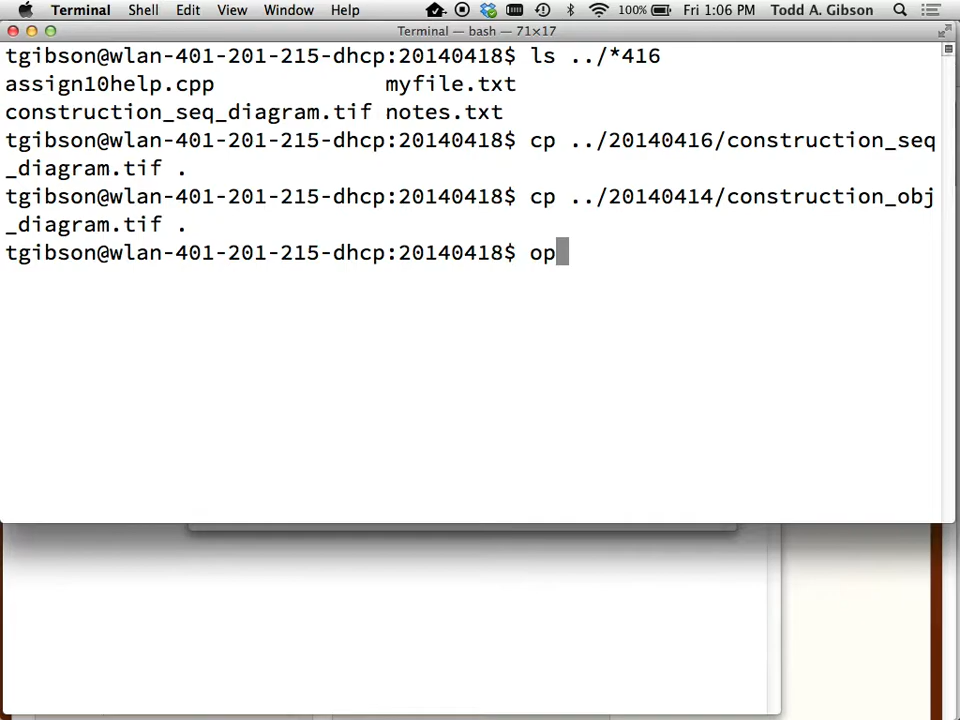 Terminal Shell Edit View Window Help 100% Fri 1:06 PM Todd A. Gibson
Terminal — bash — 71×17
tgibson@wlan-401-201-215-dhcp:20140418$ ls ../*416
assign10help.cpp myfile.txt
construction_seq_diagram.tif notes.txt
tgibson@wlan-401-201-215-dhcp:20140418$ cp ../20140416/construction_seq
_diagram.tif .
tgibson@wlan-401-201-215-dhcp:20140418$ cp ../20140414/construction_obj
_diagram.tif .
tgibson@wlan-401-201-215-dhcp:20140418$ op